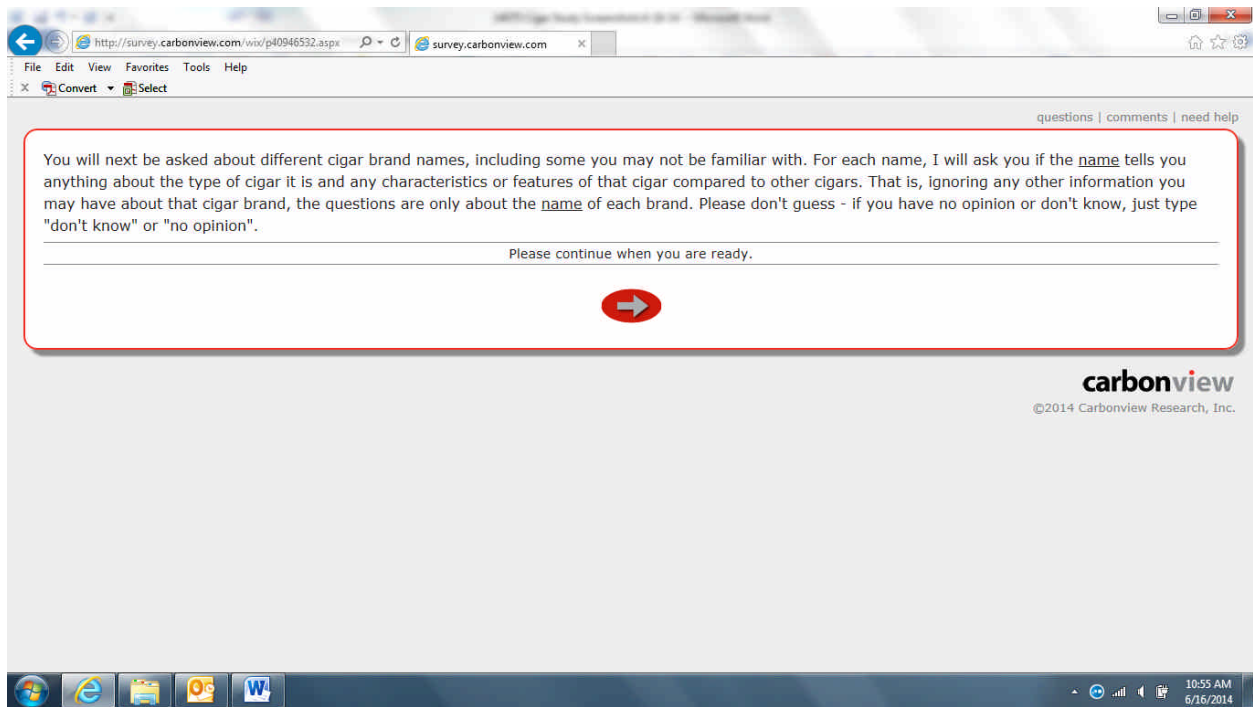 http://survey.carbonview.com/wix/p40946532.aspx
survey.carbonview.com
File Edit View Favorites Tools Help
Convert Select
questions | comments | need help
You will next be asked about different cigar brand names, including some you may not be familiar with. For each name, I will ask you if the name tells you
anything about the type of cigar it is and any characteristics or features of that cigar compared to other cigars. That is, ignoring any other information you
may have about that cigar brand, the questions are only about the name of each brand. Please don't guess - if you have no opinion or don't know, just type
"don't know" or "no opinion".
Please continue when you are ready.
carbonview
©2014 Carbonview Research, Inc.
10:55 AM
6/16/2014